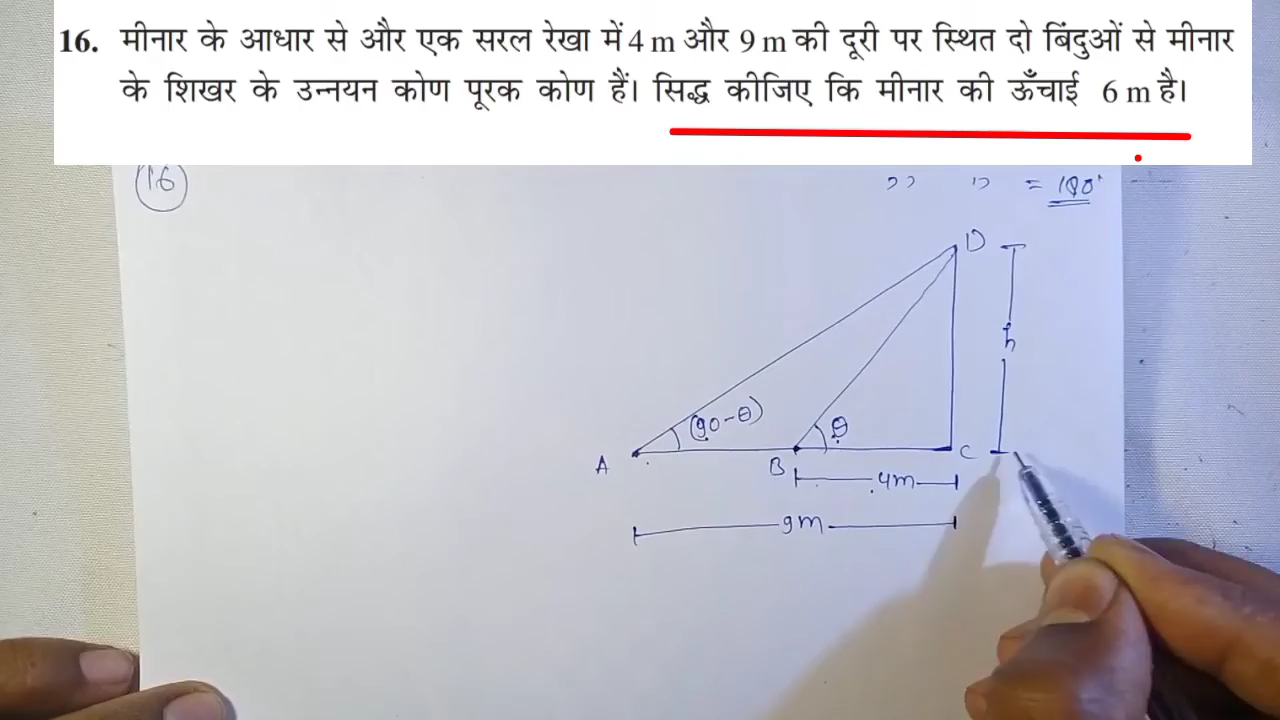 16. मीनार के आधार से और एक सरल रेखा में 4 m और 9 m की दूरी पर स्थित दो बिंदुओं से मीनार
के शिखर के उन्नयन कोण पूरक कोण हैं। सिद्ध कीजिए कि मीनार की ऊँचाई 6 m है।
16
,, ,, = 180°
D
h
(90-θ) θ
A B C
4m
9m